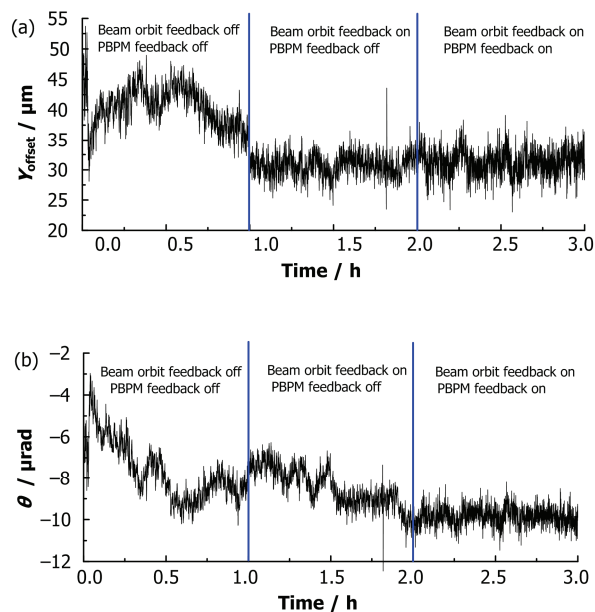 (a)
55
50
45
40
35
30
25
20
Y offset / µm
Beam orbit feedback off
PBPM feedback off
Beam orbit feedback on
PBPM feedback off
Beam orbit feedback on
PBPM feedback on
0.0 0.5 1.0 1.5 2.0 2.5 3.0
Time / h
(b)
−2
−4
−6
−8
−10
−12
θ / µrad
Beam orbit feedback off
PBPM feedback off
Beam orbit feedback on
PBPM feedback off
Beam orbit feedback on
PBPM feedback on
0.0 0.5 1.0 1.5 2.0 2.5 3.0
Time / h